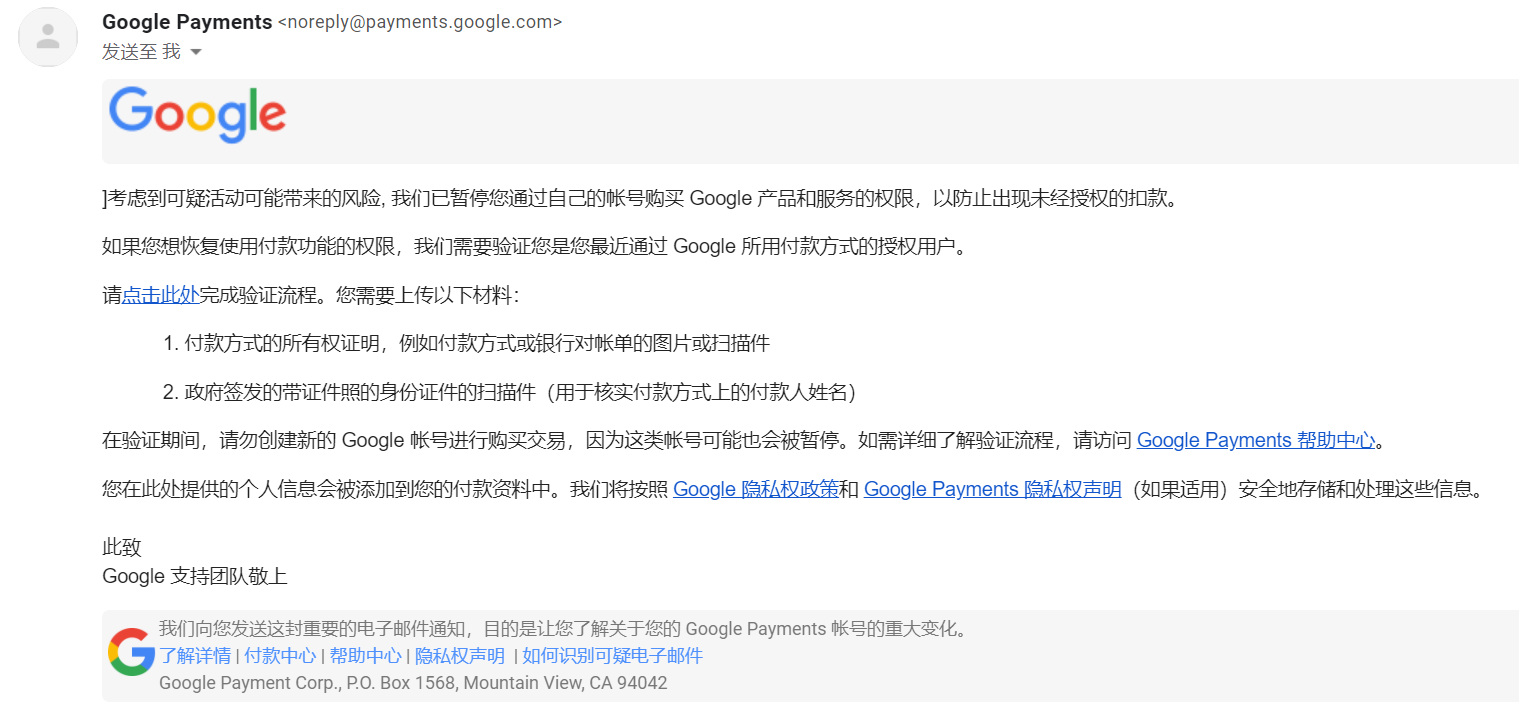 Google Payments <noreply@payments.google.com>
发送至 我
Google
]考虑到可疑活动可能带来的风险, 我们已暂停您通过自己的帐号购买 Google 产品和服务的权限，以防止出现未经授权的扣款。
如果您想恢复使用付款功能的权限，我们需要验证您是您最近通过 Google 所用付款方式的授权用户。
请点击此处完成验证流程。您需要上传以下材料：
1. 付款方式的所有权证明，例如付款方式或银行对帐单的图片或扫描件
2. 政府签发的带证件照的身份证件的扫描件（用于核实付款方式上的付款人姓名）
在验证期间，请勿创建新的 Google 帐号进行购买交易，因为这类帐号可能也会被暂停。如需详细了解验证流程，请访问 Google Payments 帮助中心。
您在此处提供的个人信息会被添加到您的付款资料中。我们将按照 Google 隐私权政策和 Google Payments 隐私权声明（如果适用）安全地存储和处理这些信息。
此致
Google 支持团队敬上
我们向您发送这封重要的电子邮件通知，目的是让您了解关于您的 Google Payments 帐号的重大变化。
了解详情 | 付款中心 | 帮助中心 | 隐私权声明 | 如何识别可疑电子邮件
Google Payment Corp., P.O. Box 1568, Mountain View, CA 94042